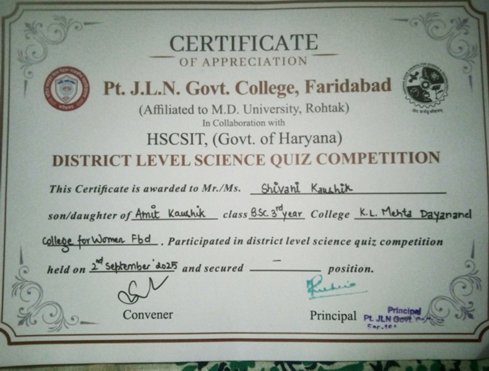 CERTIFICATE
OF APPRECIATION
Pt. J.L.N. Govt. College, Faridabad
(Affiliated to M.D. University, Rohtak)
In Collaboration with
HSCSIT, (Govt. of Haryana)
DISTRICT LEVEL SCIENCE QUIZ COMPETITION
This Certificate is awarded to Mr./Ms. Shivani Kaushik
son/daughter of Amit Kaushik class BSc 3rd year College K.L. Mehta Dayanand
College for Women Fbd. Participated in district level science quiz competition
held on 2nd September'2025 and secured – position.
Convener
Principal Principal
Pt. JLN Govt